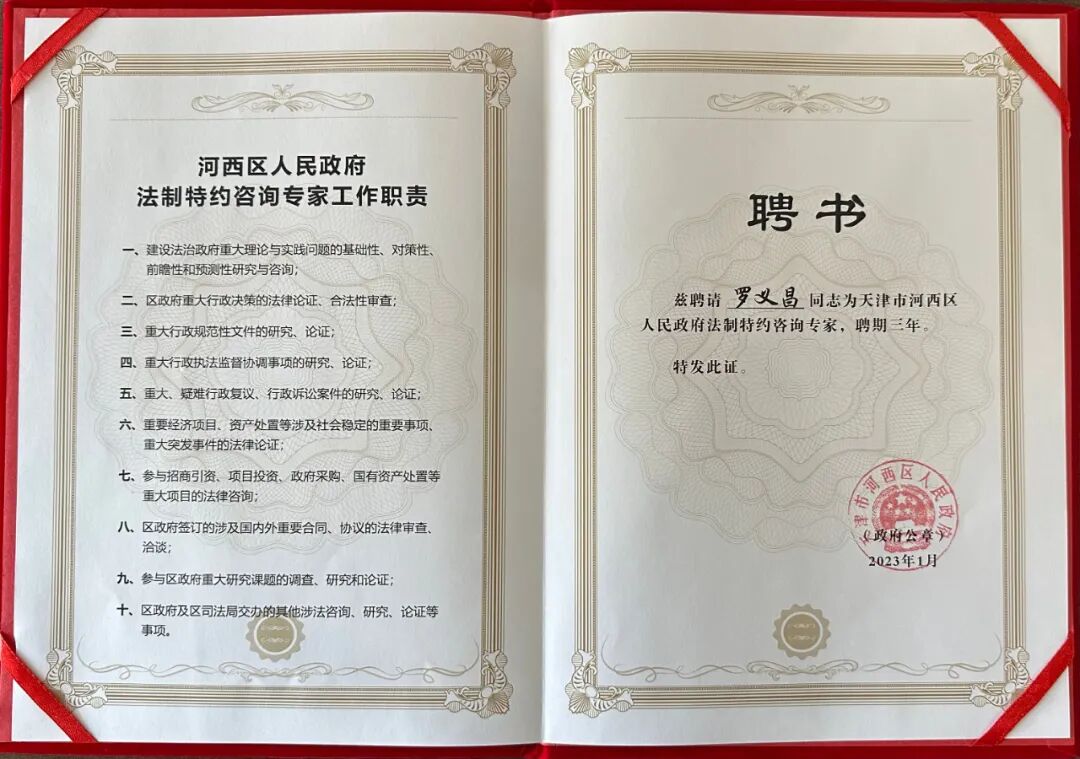 河西区人民政府
法制特约咨询专家工作职责
一、建设法治政府重大理论与实践问题的基础性、对策性、
前瞻性和预测性研究与咨询；
二、区政府重大行政决策的法律论证、合法性审查；
三、重大行政规范性文件的研究、论证；
四、重大行政执法监督协调事项的研究、论证；
五、重大、疑难行政复议、行政诉讼案件的研究、论证；
六、重要经济项目、资产处置等涉及社会稳定的重要事项、
重大突发事件的法律论证；
七、参与招商引资、项目投资、政府采购、国有资产处置等
重大项目的法律咨询；
八、区政府签订的涉及国内外重要合同、协议的法律审查、
洽谈；
九、参与区政府重大研究课题的调查、研究和论证；
十、区政府及区司法局交办的其他涉法咨询、研究、论证等
事项。
聘书
兹聘请 罗义昌 同志为天津市河西区
人民政府法制特约咨询专家，聘期三年。
特发此证。
津市河西区人民政府
（政府公章）
2023年1月